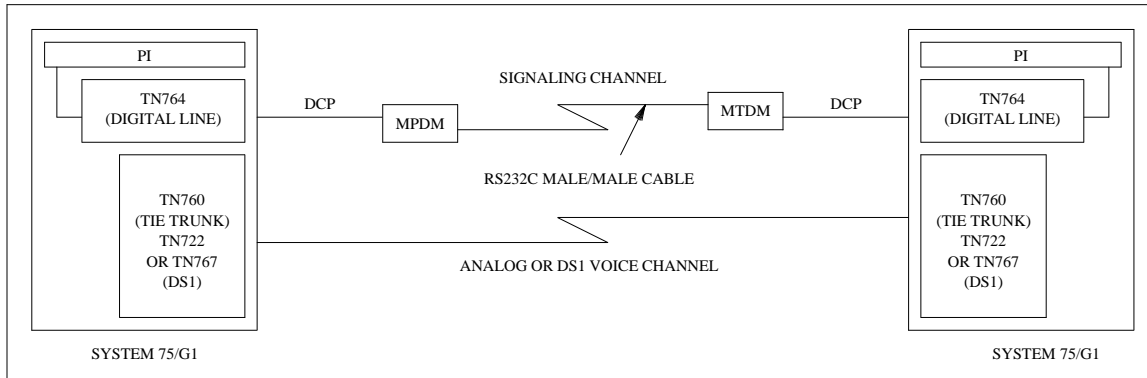 PI
TN764
(DIGITAL LINE)
DCP
MPDM
SIGNALING CHANNEL
MTDM
DCP
PI
TN764
(DIGITAL LINE)
RS232C MALE/MALE CABLE
TN760
(TIE TRUNK)
TN722
OR TN767
(DS1)
ANALOG OR DS1 VOICE CHANNEL
TN760
(TIE TRUNK)
TN722
OR TN767
(DS1)
SYSTEM 75/G1
SYSTEM 75/G1